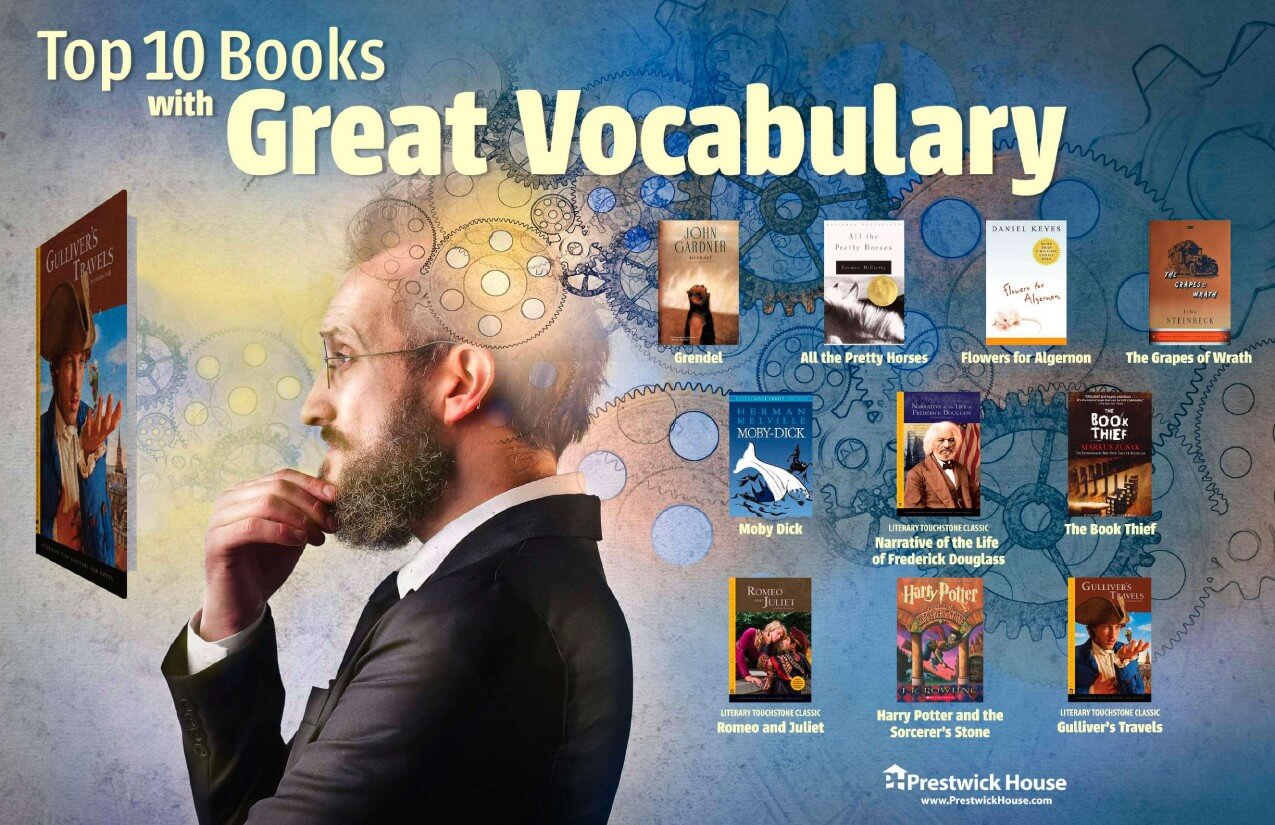 Top 10 Books
with Great Vocabulary
GULLIVER'S
TRAVELS
JOHN
GARDNER
Grendel
All the
Pretty Horses
Cormac McCarthy
DANIEL KEYES
Flowers for
Algernon
THE
GRAPES of
WRATH
John
STEINBECK
Grendel
All the Pretty Horses
Flowers for Algernon
The Grapes of Wrath
HERMAN
MELVILLE
MOBY-DICK
NARRATIVE of the LIFE of
FREDERICK DOUGLASS
THE
BOOK
THIEF
MARKUS ZUSAK
Moby Dick
LITERARY TOUCHSTONE CLASSIC
Narrative of the Life
of Frederick Douglass
The Book Thief
ROMEO
AND JULIET
Harry Potter
J. K. ROWLING
GULLIVER'S
TRAVELS
LITERARY TOUCHSTONE CLASSIC
Romeo and Juliet
Harry Potter and the
Sorcerer's Stone
LITERARY TOUCHSTONE CLASSIC
Gulliver's Travels
PH Prestwick House
www.PrestwickHouse.com